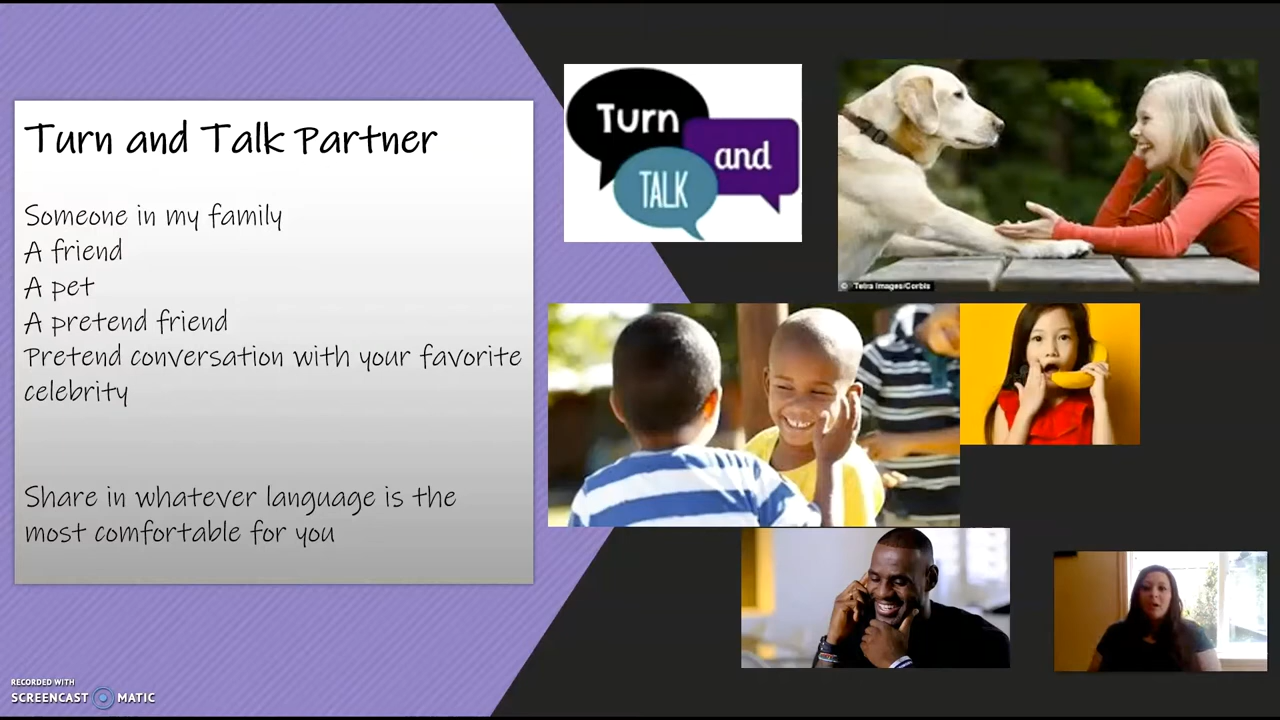 Turn and Talk Partner
Someone in my family
A friend
A pet
A pretend friend
Pretend conversation with your favorite
celebrity
Share in whatever language is the
most comfortable for you
Turn
and
TALK
© Tetra Images/Corbis
RECORDED WITH
SCREENCAST MATIC